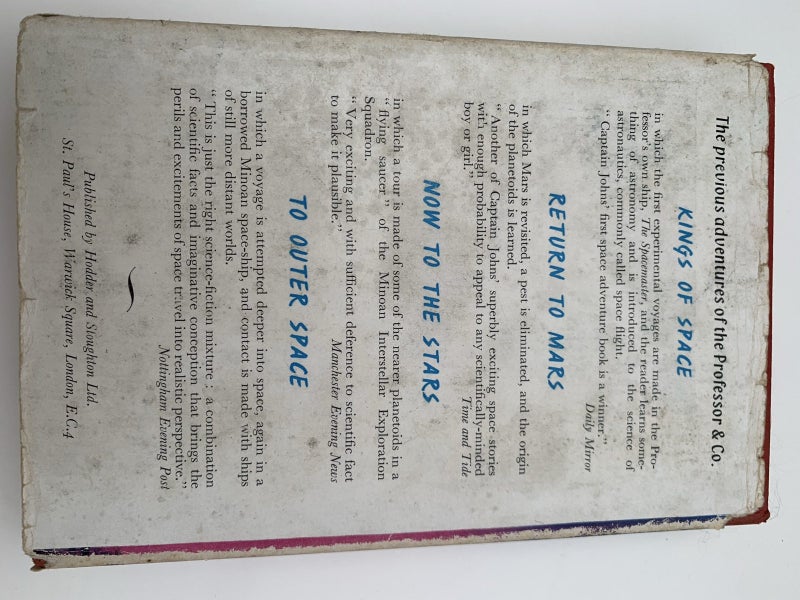 The previous adventures of the Professor & Co.
KINGS OF SPACE
in which the first experimental voyages are made in the Pro-
fessor's own ship, The Spacemaster, and the reader learns some-
thing of astronomy and is introduced to the science of
astronautics, commonly called space flight.
“ Captain Johns' first space adventure book is a winner.”
Daily Mirror
RETURN TO MARS
in which Mars is revisited, a pest is eliminated, and the origin
of the planetoids is learned.
“ Another of Captain Johns' superbly exciting space stories
with enough probability to appeal to any scientifically-minded
boy or girl.”
Time and Tide
NOW TO THE STARS
in which a tour is made of some of the nearer planetoids in a
“ flying saucer ” of the Minoan Interstellar Exploration
Squadron.
“ Very exciting and with sufficient deference to scientific fact
to make it plausible.”
Manchester Evening News
TO OUTER SPACE
in which a voyage is attempted deeper into space, again in a
borrowed Minoan space-ship, and contact is made with ships
of still more distant worlds.
“ This is just the right science-fiction mixture : a combination
of scientific facts and imaginative conception that brings the
perils and excitements of space travel into realistic perspective.”
Nottingham Evening Post
Published by Hodder and Stoughton Ltd.
St. Paul's House, Warwick Square, London, E.C.4